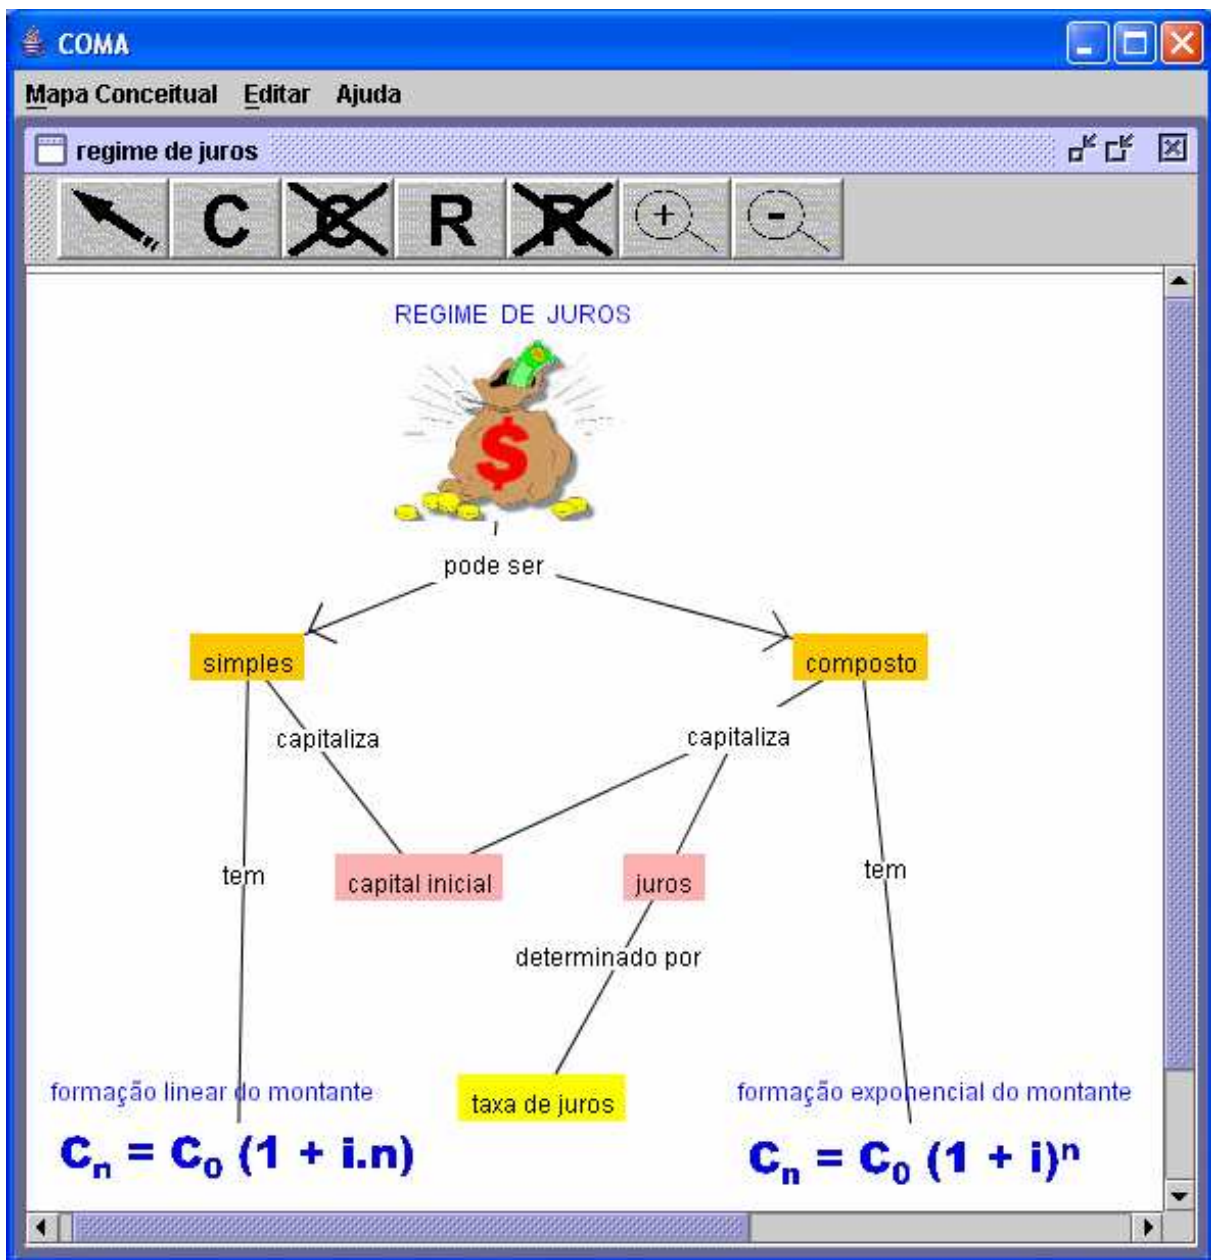 COMA
Mapa Conceitual Editar Ajuda
regime de juros
C C R R + -
REGIME DE JUROS
$
pode ser
simples composto
capitaliza capitaliza
tem capital inicial juros tem
determinado por
formação linear do montante taxa de juros formação exponencial do montante
Cₙ = C₀ (1 + i.n) Cₙ = C₀ (1 + i)ⁿ